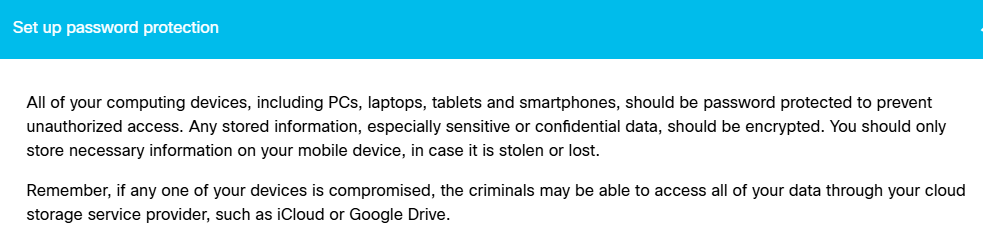 Set up password protection
All of your computing devices, including PCs, laptops, tablets and smartphones, should be password protected to prevent
unauthorized access. Any stored information, especially sensitive or confidential data, should be encrypted. You should only
store necessary information on your mobile device, in case it is stolen or lost.
Remember, if any one of your devices is compromised, the criminals may be able to access all of your data through your cloud
storage service provider, such as iCloud or Google Drive.